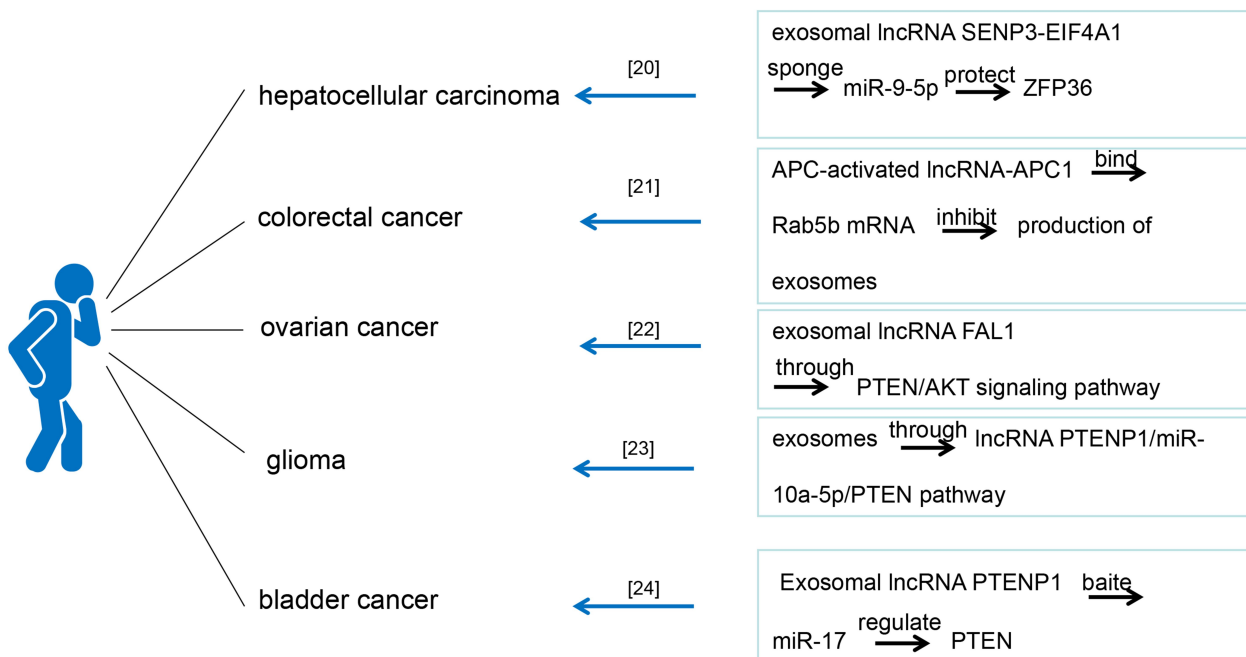 hepatocellular carcinoma
[20]
exosomal lncRNA SENP3-EIF4A1
sponge miR-9-5p protect ZFP36
colorectal cancer
[21]
APC-activated lncRNA-APC1 bind
Rab5b mRNA inhibit production of
exosomes
ovarian cancer
[22]
exosomal lncRNA FAL1
through PTEN/AKT signaling pathway
glioma
[23]
exosomes through lncRNA PTENP1/miR-
10a-5p/PTEN pathway
bladder cancer
[24]
Exosomal lncRNA PTENP1 baite
miR-17 regulate PTEN